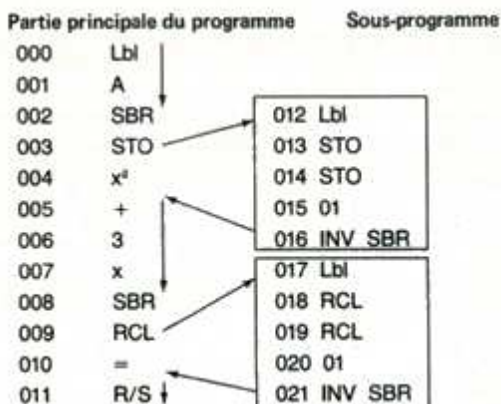 Partie principale du programme Sous-programme
000 Lbl
001 A
002 SBR
003 STO
004 x²
005 +
006 3
007 x
008 SBR
009 RCL
010 =
011 R/S
012 Lbl
013 STO
014 STO
015 01
016 INV SBR
017 Lbl
018 RCL
019 RCL
020 01
021 INV SBR